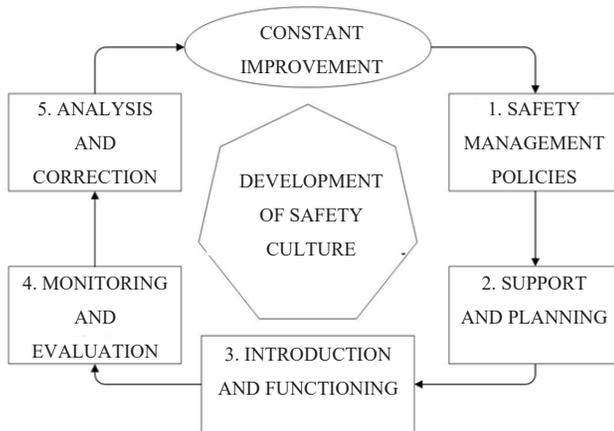 CONSTANT
IMPROVEMENT
1. SAFETY
MANAGEMENT
POLICIES
2. SUPPORT
AND PLANNING
3. INTRODUCTION
AND FUNCTIONING
4. MONITORING
AND
EVALUATION
5. ANALYSIS
AND
CORRECTION
DEVELOPMENT
OF SAFETY
CULTURE